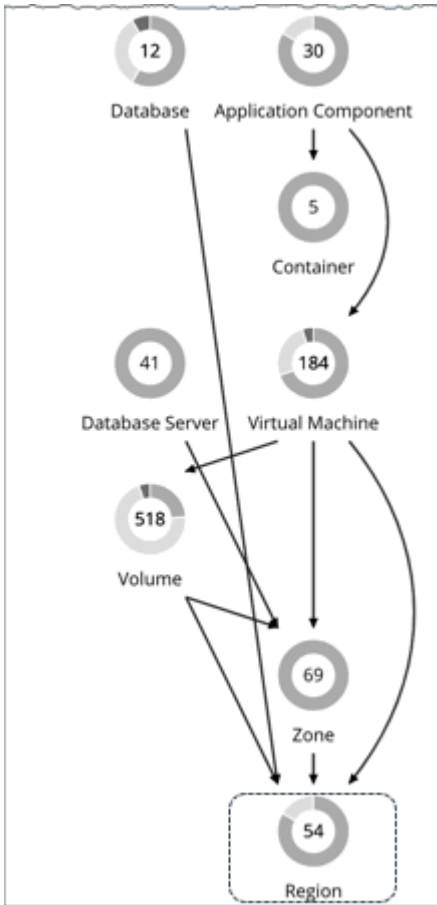 12 30
Database Application Component
5
Container
41 184
Database Server Virtual Machine
518
Volume
69
Zone
54
Region